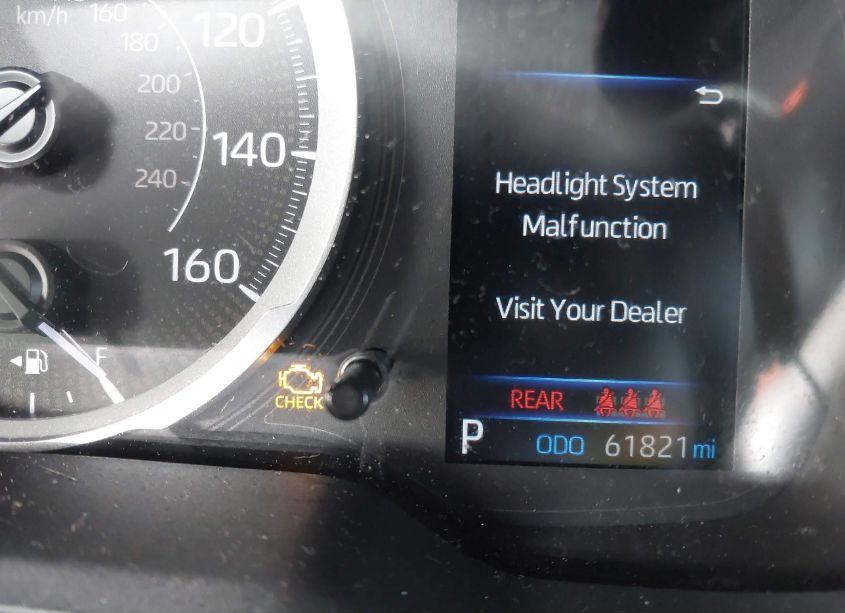 km/h
160
180
200
220
240
120
140
160
F
CHECK
Headlight System
Malfunction
Visit Your Dealer
REAR
P
ODO 61821 mi